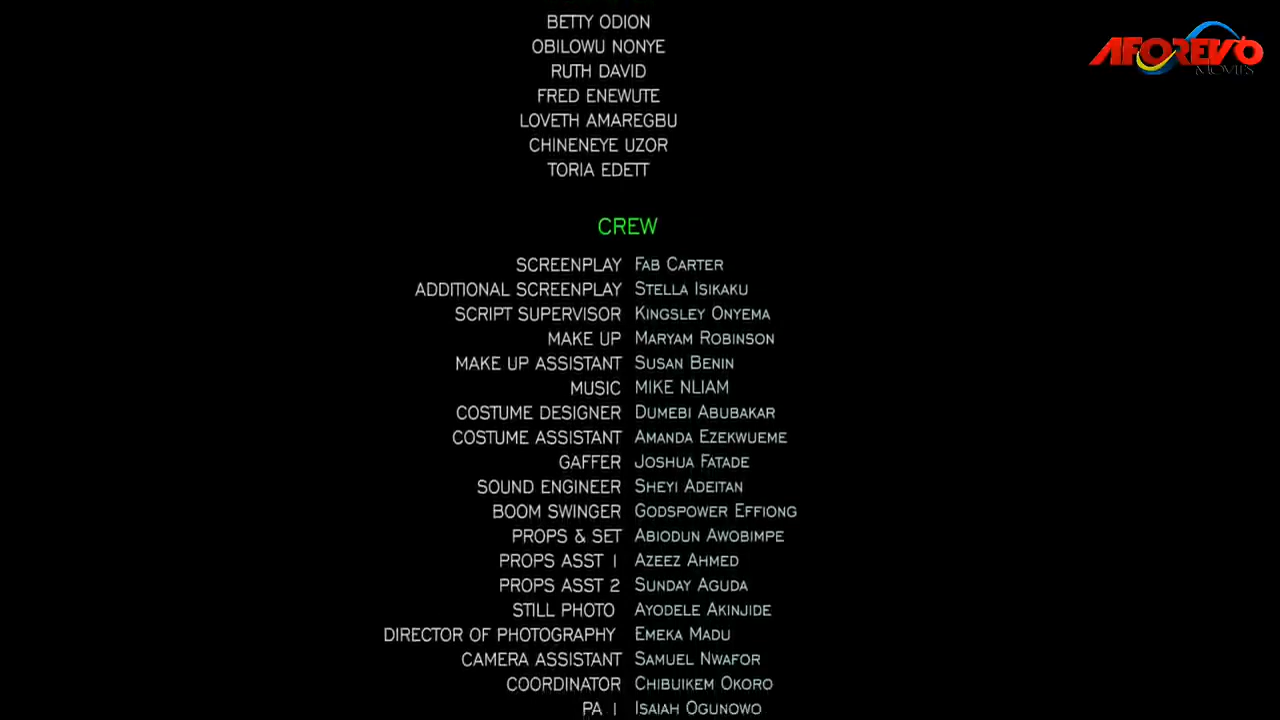 BETTY ODION
OBILOWU NONYE
RUTH DAVID
FRED ENEWUTE
LOVETH AMAREGBU
CHINENEYE UZOR
TORIA EDETT
AFOREVO
MOVIES
CREW
SCREENPLAY FAB CARTER
ADDITIONAL SCREENPLAY STELLA ISIKAKU
SCRIPT SUPERVISOR KINGSLEY ONYEMA
MAKE UP MARYAM ROBINSON
MAKE UP ASSISTANT SUSAN BENIN
MUSIC MIKE NLIAM
COSTUME DESIGNER DUMEBI ABUBAKAR
COSTUME ASSISTANT AMANDA EZEKWUEME
GAFFER JOSHUA FATADE
SOUND ENGINEER SHEYI ADEITAN
BOOM SWINGER GODSPOWER EFFIONG
PROPS & SET ABIODUN AWOBIMPE
PROPS ASST 1 AZEEZ AHMED
PROPS ASST 2 SUNDAY AGUDA
STILL PHOTO AYODELE AKINJIDE
DIRECTOR OF PHOTOGRAPHY EMEKA MADU
CAMERA ASSISTANT SAMUEL NWAFOR
COORDINATOR CHIBUIKEM OKORO
PA 1 ISAIAH OGUNOWO